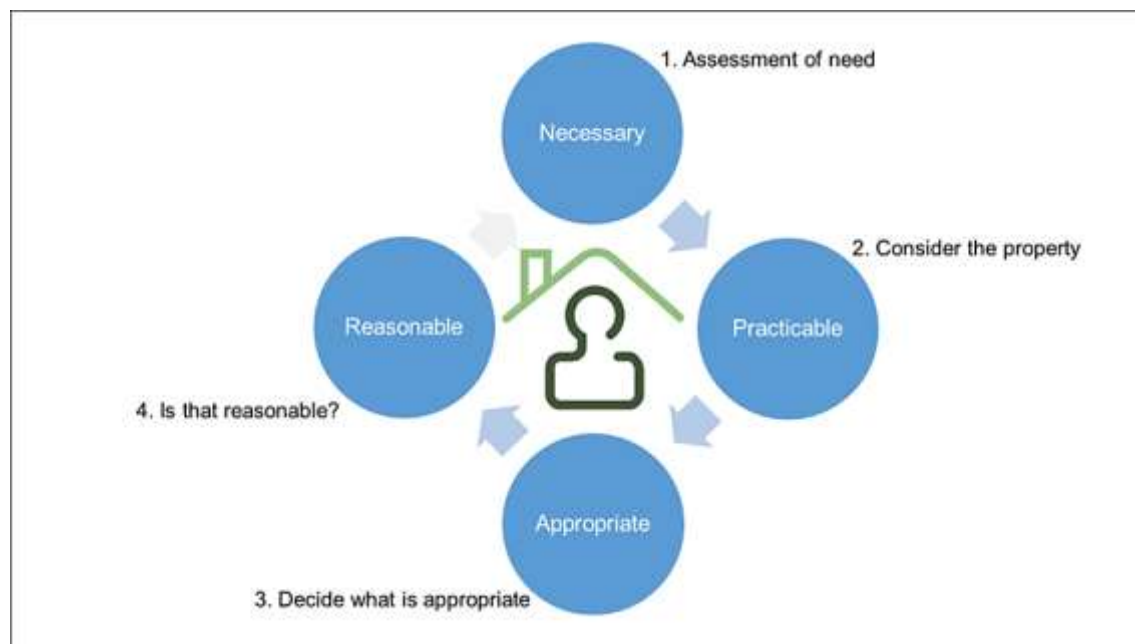 1. Assessment of need
Necessary
2. Consider the property
Practicable
3. Decide what is appropriate
Appropriate
4. Is that reasonable?
Reasonable